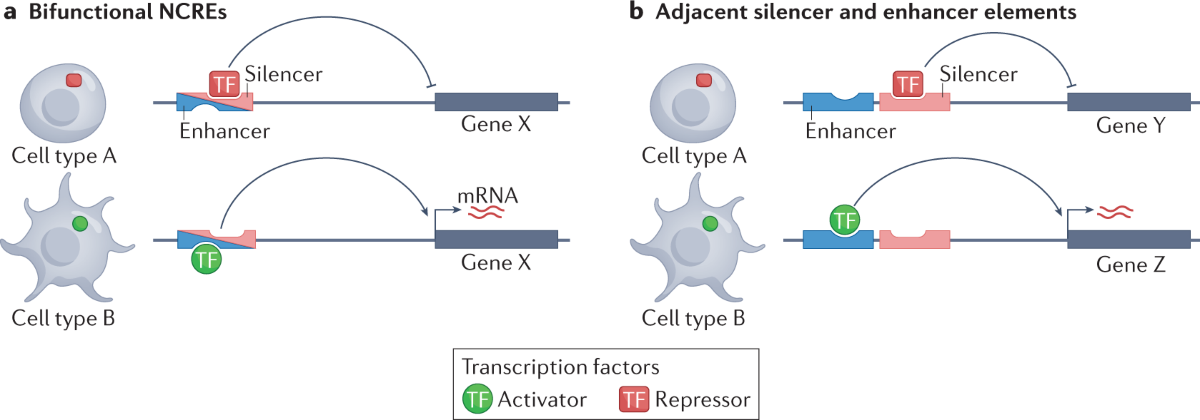 a Bifunctional NCREs
TF
Silencer
Enhancer
Gene X
Cell type A
mRNA
TF
Gene X
Cell type B
b Adjacent silencer and enhancer elements
TF
Silencer
Enhancer
Gene Y
Cell type A
TF
Gene Z
Cell type B
Transcription factors
TF Activator
TF Repressor